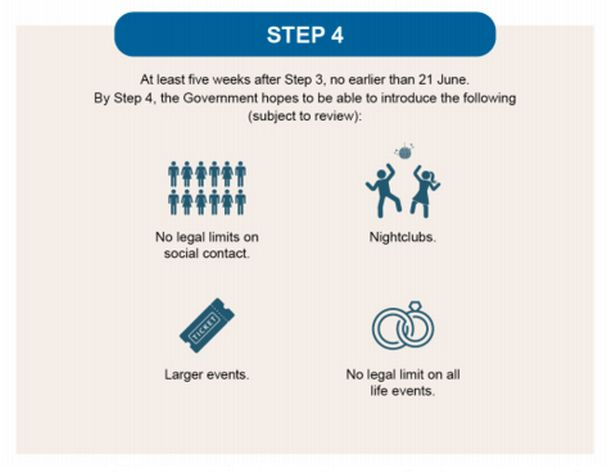 STEP 4
At least five weeks after Step 3, no earlier than 21 June.
By Step 4, the Government hopes to be able to introduce the following
(subject to review):
No legal limits on
social contact.
Nightclubs.
TICKET
Larger events.
No legal limit on all
life events.